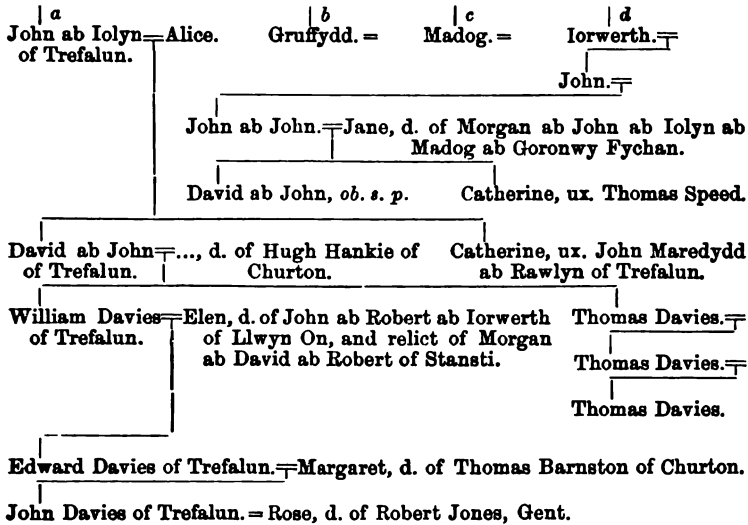 a b c d
John ab Iolyn=Alice. Gruffydd.= Madog.= Iorwerth.=
of Trefalun.
John.=
John ab John.=Jane, d. of Morgan ab John ab Iolyn ab
Madog ab Goronwy Fychan.
David ab John, ob. s. p. Catherine, ux. Thomas Speed.
David ab John=..., d. of Hugh Hankie of Catherine, ux. John Maredydd
of Trefalun. Churton. ab Rawlyn of Trefalun.
William Davies=Elen, d. of John ab Robert ab Iorwerth Thomas Davies.=
of Trefalun. of Llwyn On, and relict of Morgan
ab David ab Robert of Stansti. Thomas Davies.=
Thomas Davies.
Edward Davies of Trefalun.=Margaret, d. of Thomas Barnston of Churton.
John Davies of Trefalun.=Rose, d. of Robert Jones, Gent.